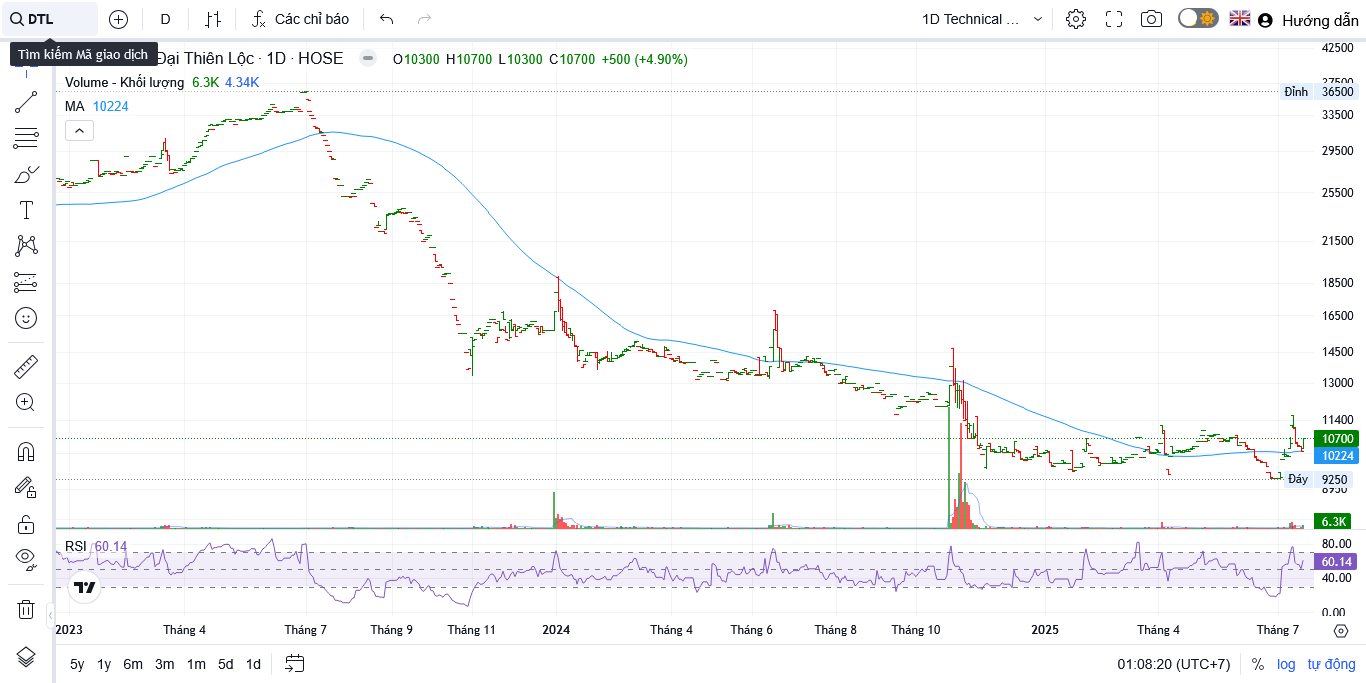 DTL D Các chỉ báo 1D Technical ... Hướng dẫn
Tìm kiếm Mã giao dịch Đại Thiên Lộc · 1D · HOSE O10300 H10700 L10300 C10700 +500 (+4.90%)
Volume - Khối lượng 6.3K 4.34K
MA 10224
42500
37500
Đỉnh 36500
33500
29500
25500
21500
18500
16500
14500
13000
11400
10700
10224
Đáy 9250
8950
6.3K
RSI 60.14
80.00
60.14
40.00
0.00
2023 Tháng 4 Tháng 7 Tháng 9 Tháng 11 2024 Tháng 4 Tháng 6 Tháng 8 Tháng 10 2025 Tháng 4 Tháng 7
5y 1y 6m 3m 1m 5d 1d 01:08:20 (UTC+7) % log tự động